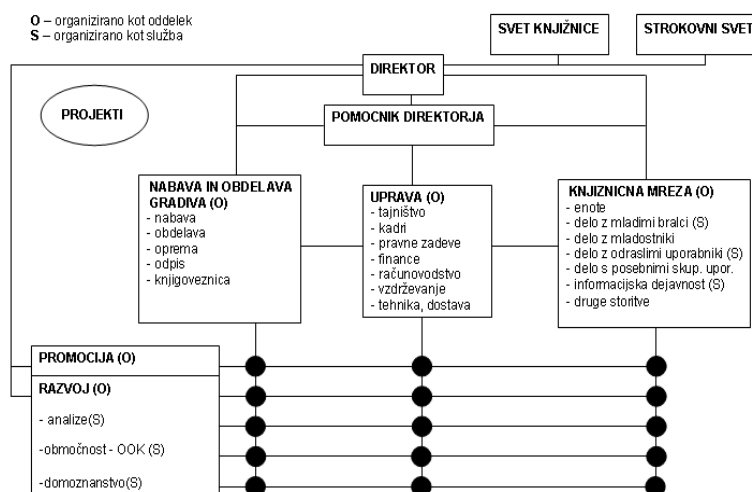 O – organizirano kot oddelek
S – organizirano kot služba
SVET KNJIŽNICE
STROKOVNI SVET
DIREKTOR
PROJEKTI
POMOCNIK DIREKTORJA
NABAVA IN OBDELAVA
GRADIVA (O)
- nabava
- obdelava
- oprema
- odpis
- knjigoveznica
UPRAVA (O)
- tajništvo
- kadri
- pravne zadeve
- finance
- računovodstvo
- vzdrževanje
- tehnika, dostava
KNJIZNICNA MREZA (O)
- enote
- delo z mladimi bralci (S)
- delo z mladostniki
- delo z odraslimi uporabniki (S)
- delo s posebnimi skup. upor.
- informacijska dejavnost (S)
- druge storitve
PROMOCIJA (O)
RAZVOJ (O)
- analize(S)
-območnost - OOK (S)
-domoznanstvo(S)